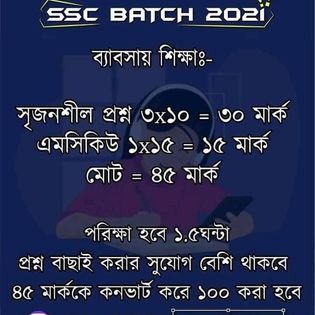 SSC BATCH 2021
ব্যাবসায় শিক্ষাঃ-
সৃজনশীল প্রশ্ন ৩x১০ = ৩০ মার্ক
এমসিকিউ ১x১৫ = ১৫ মার্ক
মোট = ৪৫ মার্ক
পরিক্ষা হবে ১.৫ঘন্টা
প্রশ্ন বাছাই করার সুযোগ বেশি থাকবে
৪৫ মার্ককে কনভার্ট করে ১০০ করা হবে